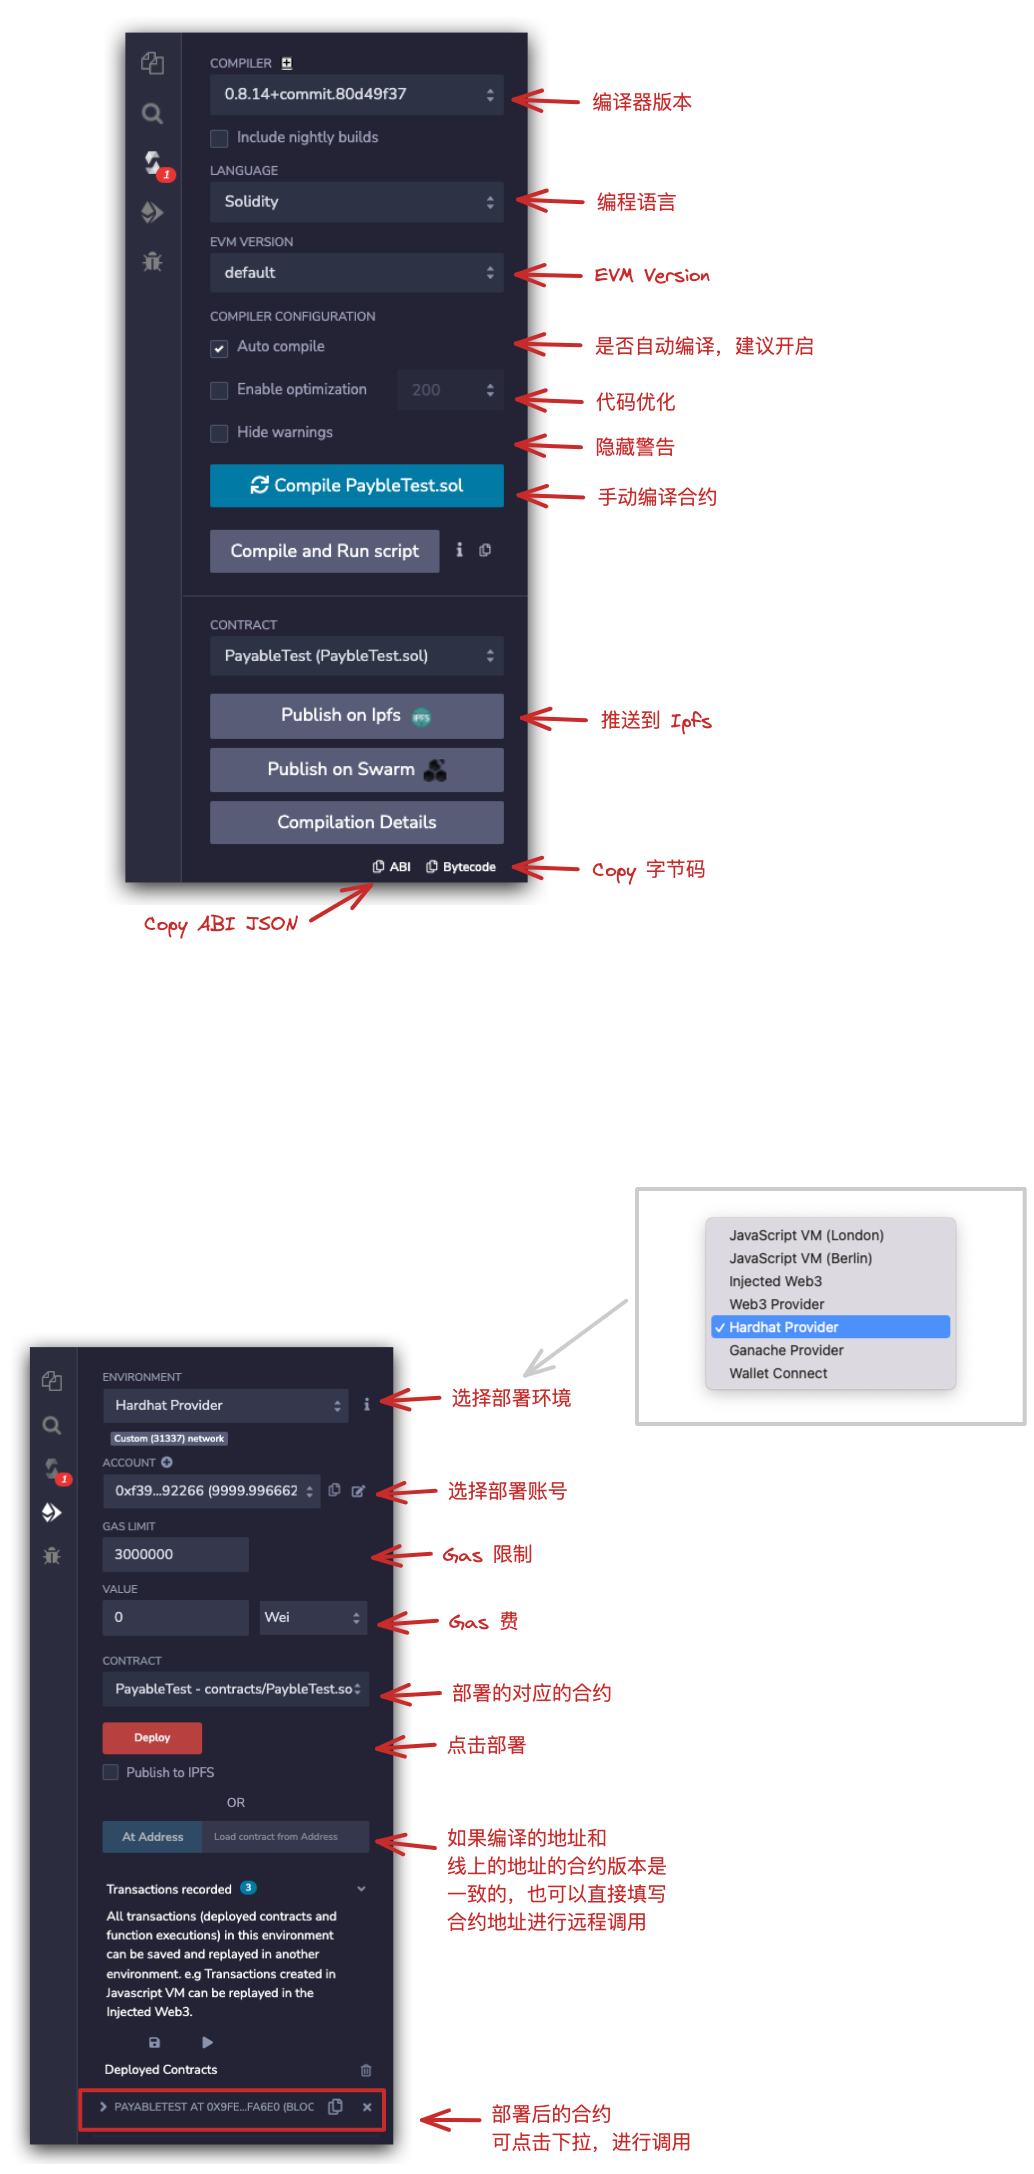 COMPILER
0.8.14+commit.80d49f37
编译器版本
Include nightly builds
LANGUAGE
1
Solidity
编程语言
EVM VERSION
default
EVM Version
COMPILER CONFIGURATION
Auto compile
是否自动编译，建议开启
Enable optimization
200
代码优化
Hide warnings
隐藏警告
Compile PaybleTest.sol
手动编译合约
Compile and Run script
CONTRACT
PayableTest (PaybleTest.sol)
Publish on Ipfs
IPFS
推送到 Ipfs
Publish on Swarm
Compilation Details
ABI
Bytecode
Copy 字节码
Copy ABI JSON
JavaScript VM (London)
JavaScript VM (Berlin)
Injected Web3
Web3 Provider
Hardhat Provider
Ganache Provider
Wallet Connect
ENVIRONMENT
Hardhat Provider
选择部署环境
Custom (31337) network
ACCOUNT
1
0xf39...92266 (9999.996662
选择部署账号
GAS LIMIT
3000000
Gas 限制
VALUE
0
Wei
Gas 费
CONTRACT
PayableTest - contracts/PaybleTest.so
部署的对应的合约
Deploy
点击部署
Publish to IPFS
OR
At Address
Load contract from Address
如果编译的地址和
线上的地址的合约版本是
一致的，也可以直接填写
合约地址进行远程调用
Transactions recorded 3
All transactions (deployed contracts and
function executions) in this environment
can be saved and replayed in another
environment. e.g Transactions created in
Javascript VM can be replayed in the
Injected Web3.
Deployed Contracts
PAYABLETEST AT 0X9FE...FA6E0 (BLOC
部署后的合约
可点击下拉，进行调用